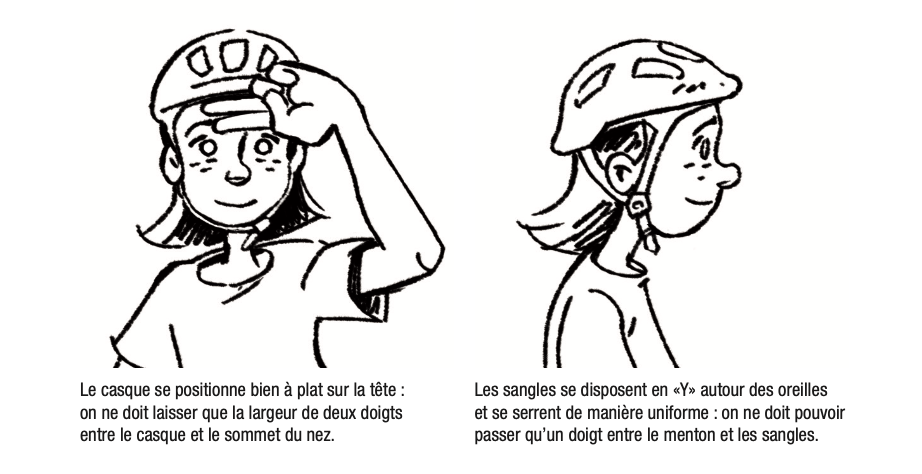 Le casque se positionne bien à plat sur la tête :
on ne doit laisser que la largeur de deux doigts
entre le casque et le sommet du nez.
Les sangles se disposent en «Y» autour des oreilles
et se serrent de manière uniforme : on ne doit pouvoir
passer qu’un doigt entre le menton et les sangles.